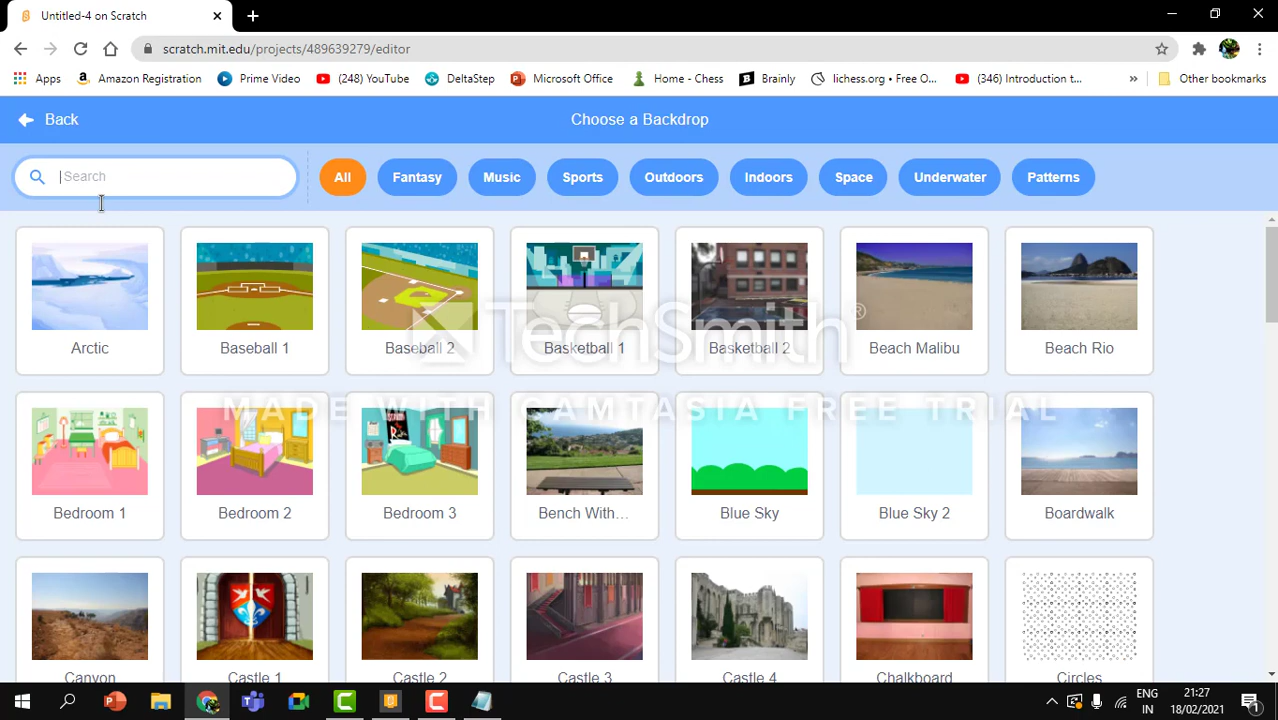 Untitled-4 on Scratch
scratch.mit.edu/projects/489639279/editor
Apps
Amazon Registration
Prime Video
(248) YouTube
DeltaStep
Microsoft Office
Home - Chess...
Brainly
lichess.org • Free O...
(346) Introduction t...
»
Other bookmarks
Back
Choose a Backdrop
Search
All
Fantasy
Music
Sports
Outdoors
Indoors
Space
Underwater
Patterns
Arctic
Baseball 1
Baseball 2
Basketball 1
Basketball 2
Beach Malibu
Beach Rio
TechSmith®
MADE WITH CAMTASIA FREE TRIAL
Bedroom 1
Bedroom 2
Bedroom 3
Bench With...
Blue Sky
Blue Sky 2
Boardwalk
Canyon
Castle 1
Castle 2
Castle 3
Castle 4
Chalkboard
Circles
ENG
IN
21:27
18/02/2021
1